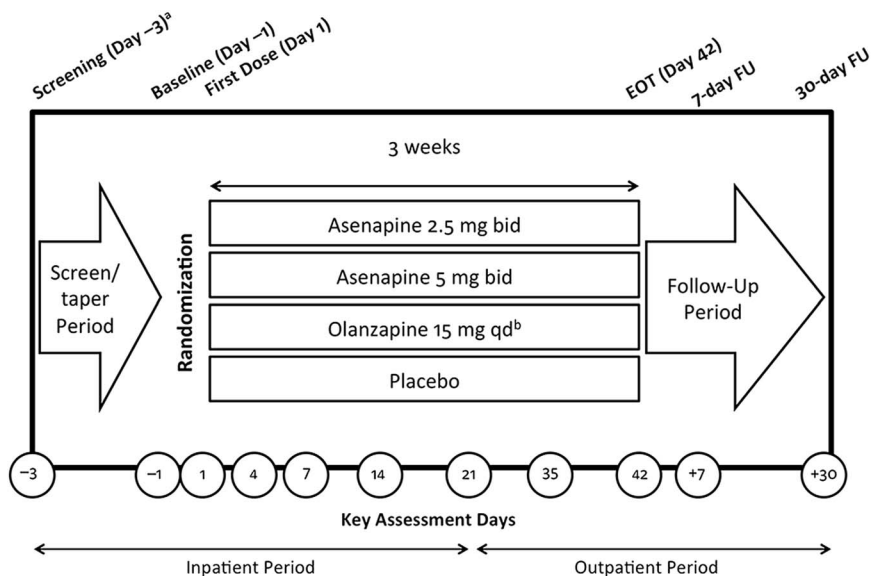 Screening (Day –3)ª
Baseline (Day –1)
First Dose (Day 1)
EOT (Day 42)
7-day FU
30-day FU
3 weeks
Screen/
taper
Period
Randomization
Asenapine 2.5 mg bid
Asenapine 5 mg bid
Olanzapine 15 mg qdᵇ
Placebo
Follow-Up
Period
–3
–1
1
4
7
14
21
35
42
+7
+30
Key Assessment Days
Inpatient Period
Outpatient Period